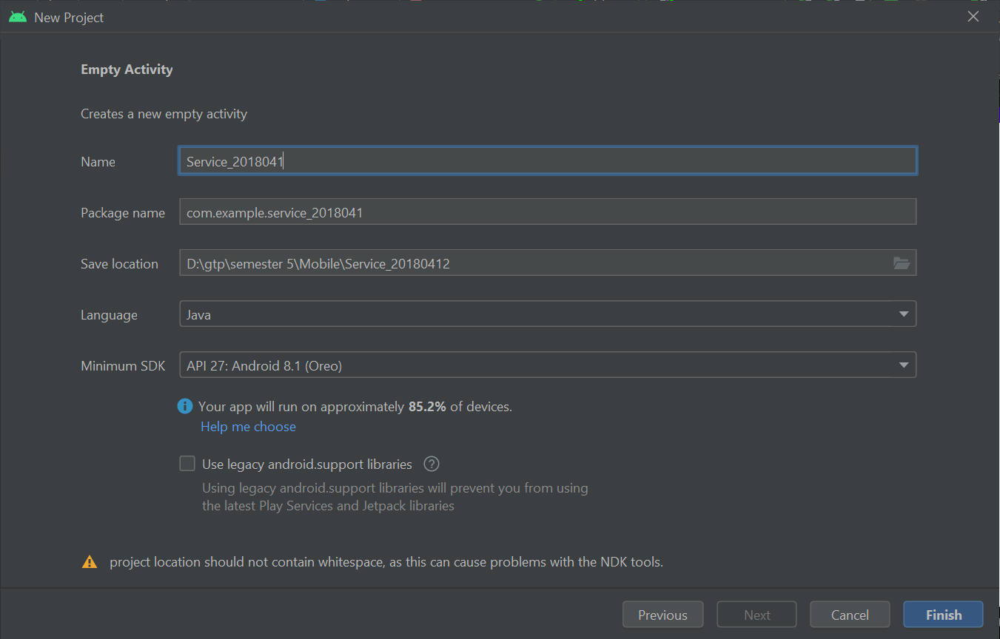 New Project
Empty Activity
Creates a new empty activity
Name Service_2018041
Package name com.example.service_2018041
Save location D:\gtp\semester 5\Mobile\Service_20180412
Language Java
Minimum SDK API 27: Android 8.1 (Oreo)
Your app will run on approximately 85.2% of devices.
Help me choose
Use legacy android.support libraries ?
Using legacy android.support libraries will prevent you from using
the latest Play Services and Jetpack libraries
project location should not contain whitespace, as this can cause problems with the NDK tools.
Previous Next Cancel Finish